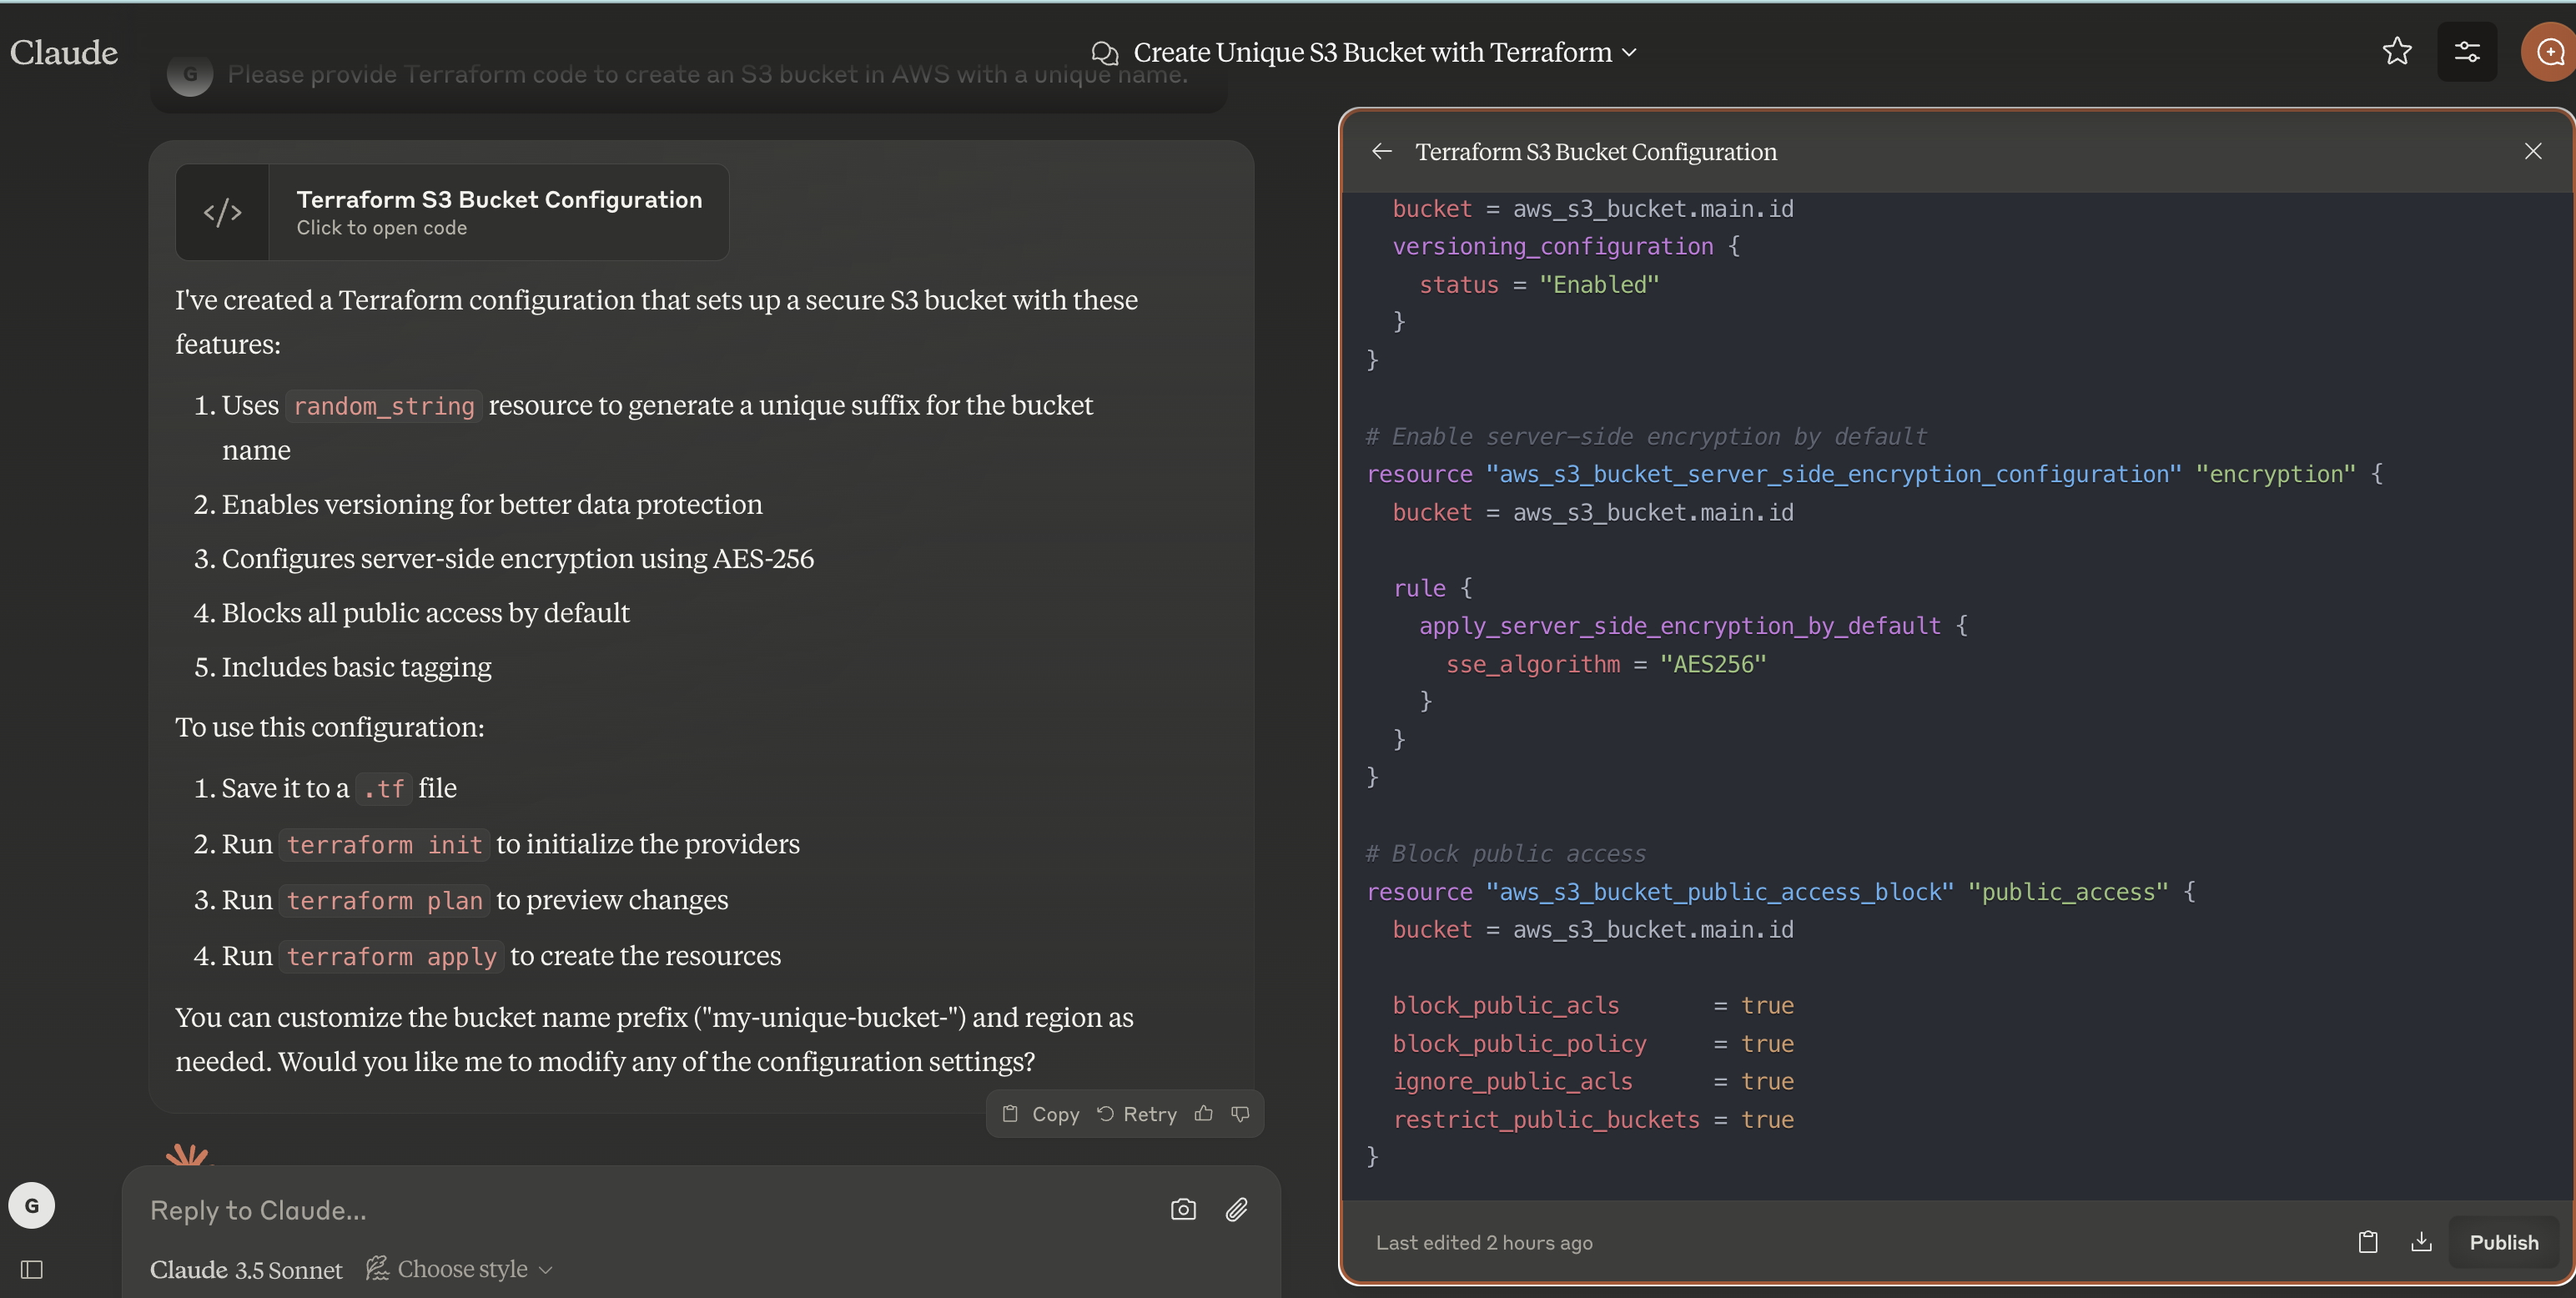 Claude
Create Unique S3 Bucket with Terraform
G
Please provide Terraform code to create an S3 bucket in AWS with a unique name.
</>
Terraform S3 Bucket Configuration
Click to open code
I've created a Terraform configuration that sets up a secure S3 bucket with these
features:
1. Uses random_string resource to generate a unique suffix for the bucket
name
2. Enables versioning for better data protection
3. Configures server-side encryption using AES-256
4. Blocks all public access by default
5. Includes basic tagging
To use this configuration:
1. Save it to a .tf file
2. Run terraform init to initialize the providers
3. Run terraform plan to preview changes
4. Run terraform apply to create the resources
You can customize the bucket name prefix ("my-unique-bucket-") and region as
needed. Would you like me to modify any of the configuration settings?
Copy Retry
G
Reply to Claude...
Claude 3.5 Sonnet Choose style
Terraform S3 Bucket Configuration
  bucket = aws_s3_bucket.main.id
  versioning_configuration {
    status = "Enabled"
  }
}
# Enable server-side encryption by default
resource "aws_s3_bucket_server_side_encryption_configuration" "encryption" {
  bucket = aws_s3_bucket.main.id
  rule {
    apply_server_side_encryption_by_default {
      sse_algorithm = "AES256"
    }
  }
}
# Block public access
resource "aws_s3_bucket_public_access_block" "public_access" {
  bucket = aws_s3_bucket.main.id
  block_public_acls       = true
  block_public_policy     = true
  ignore_public_acls      = true
  restrict_public_buckets = true
}
Last edited 2 hours ago
Publish